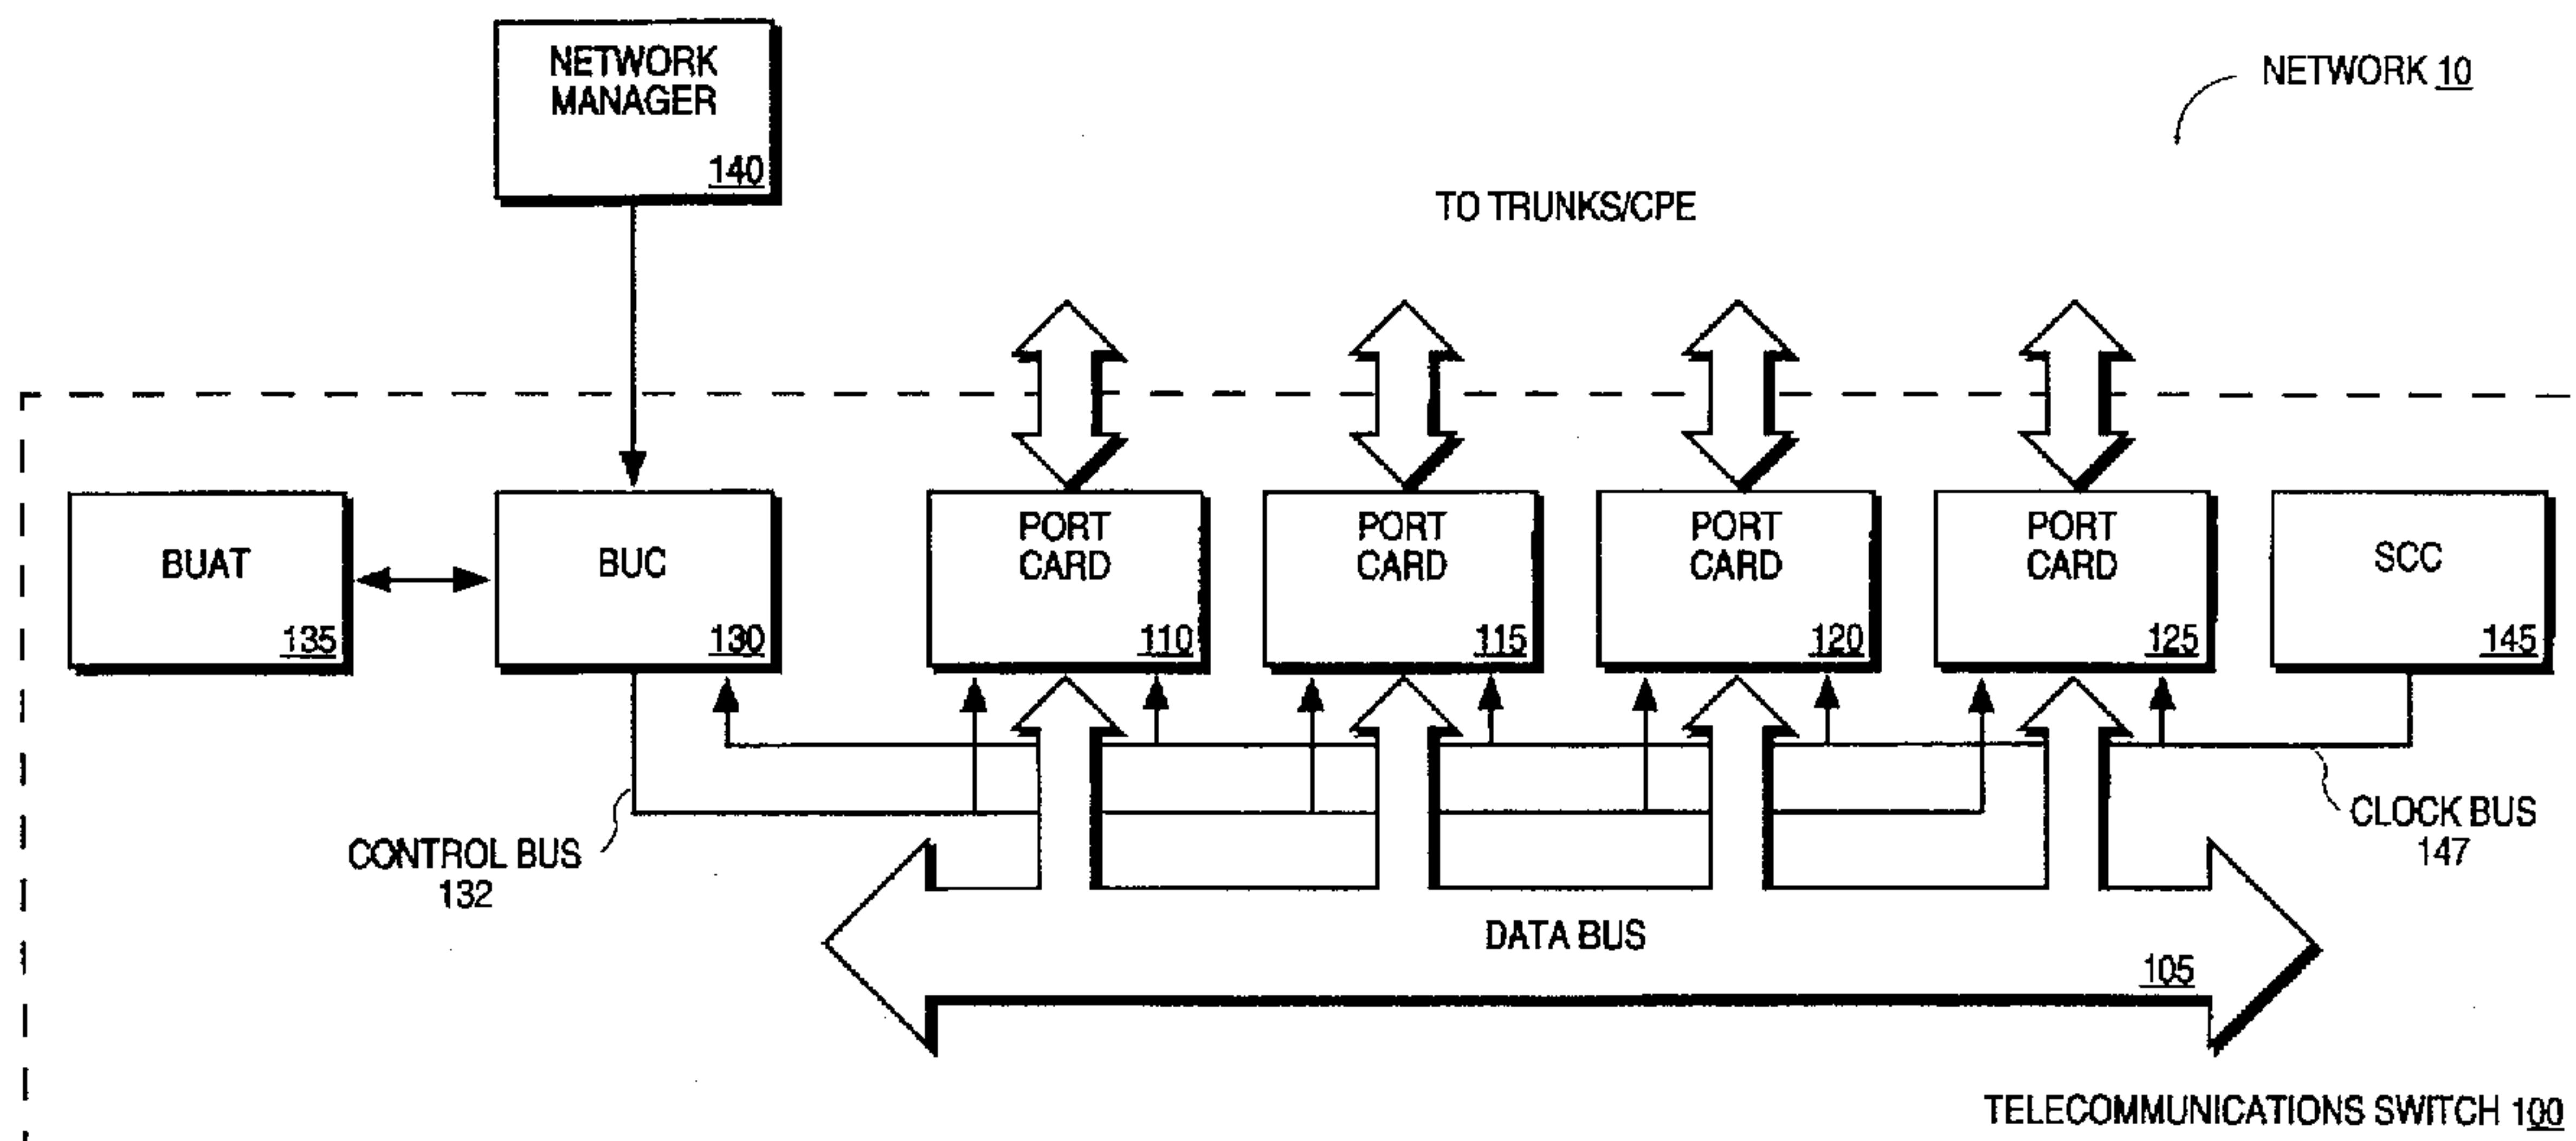 NETWORK
MANAGER
140
NETWORK 10
TO TRUNKS/CPE
BUAT
135
BUC
130
PORT
CARD
110
PORT
CARD
115
PORT
CARD
120
PORT
CARD
125
SCC
145
CONTROL BUS
132
CLOCK BUS
147
DATA BUS
105
TELECOMMUNICATIONS SWITCH 100